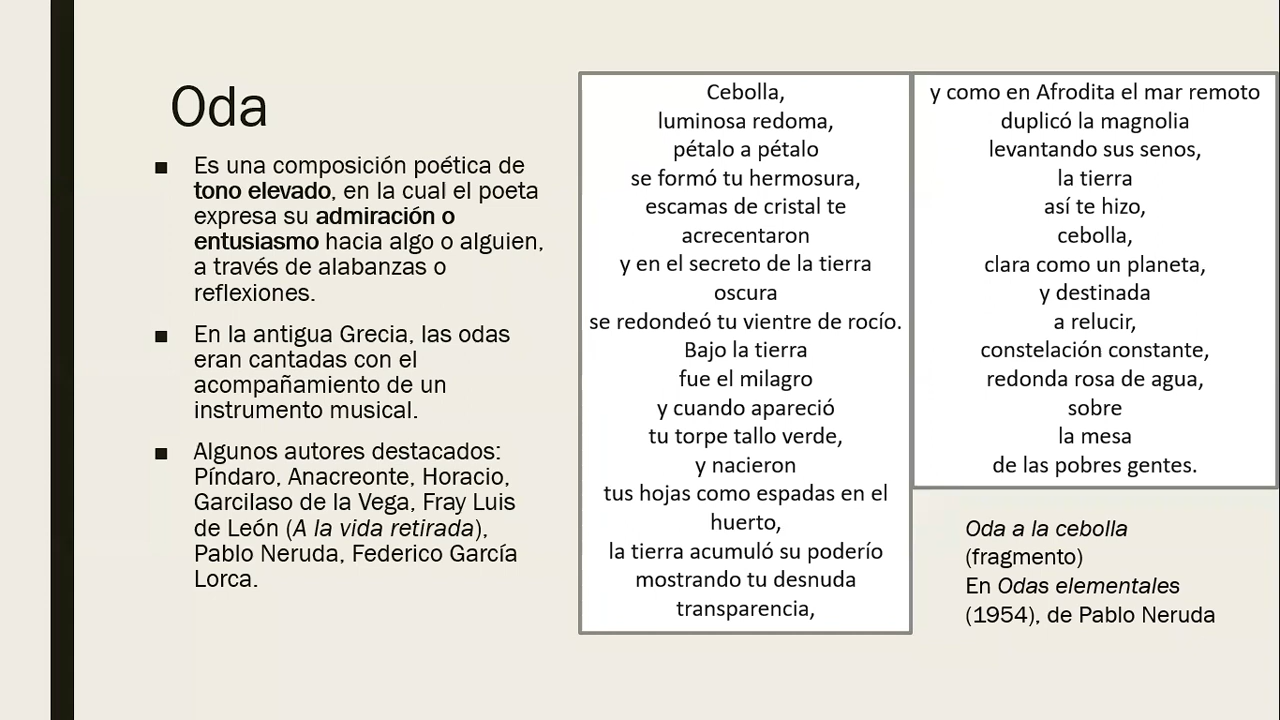 Oda
■ Es una composición poética de
tono elevado, en la cual el poeta
expresa su admiración o
entusiasmo hacia algo o alguien,
a través de alabanzas o
reflexiones.
■ En la antigua Grecia, las odas
eran cantadas con el
acompañamiento de un
instrumento musical.
■ Algunos autores destacados:
Píndaro, Anacreonte, Horacio,
Garcilaso de la Vega, Fray Luis
de León (A la vida retirada),
Pablo Neruda, Federico García
Lorca.
Cebolla,
luminosa redoma,
pétalo a pétalo
se formó tu hermosura,
escamas de cristal te
acrecentaron
y en el secreto de la tierra
oscura
se redondeó tu vientre de rocío.
Bajo la tierra
fue el milagro
y cuando apareció
tu torpe tallo verde,
y nacieron
tus hojas como espadas en el
huerto,
la tierra acumuló su poderío
mostrando tu desnuda
transparencia,
y como en Afrodita el mar remoto
duplicó la magnolia
levantando sus senos,
la tierra
así te hizo,
cebolla,
clara como un planeta,
y destinada
a relucir,
constelación constante,
redonda rosa de agua,
sobre
la mesa
de las pobres gentes.
Oda a la cebolla
(fragmento)
En Odas elementales
(1954), de Pablo Neruda